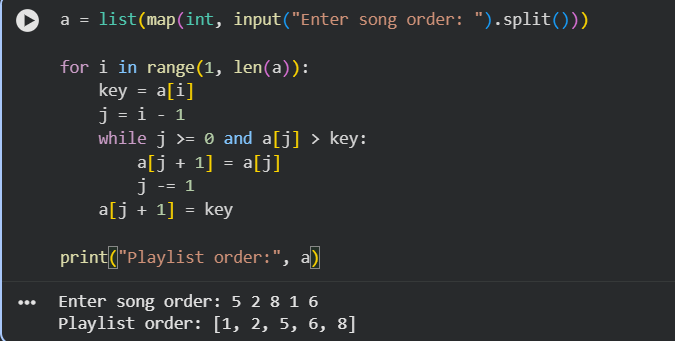 a = list(map(int, input("Enter song order: ").split()))
for i in range(1, len(a)):
    key = a[i]
    j = i - 1
    while j >= 0 and a[j] > key:
        a[j + 1] = a[j]
        j -= 1
    a[j + 1] = key
print("Playlist order:", a)
Enter song order: 5 2 8 1 6
Playlist order: [1, 2, 5, 6, 8]